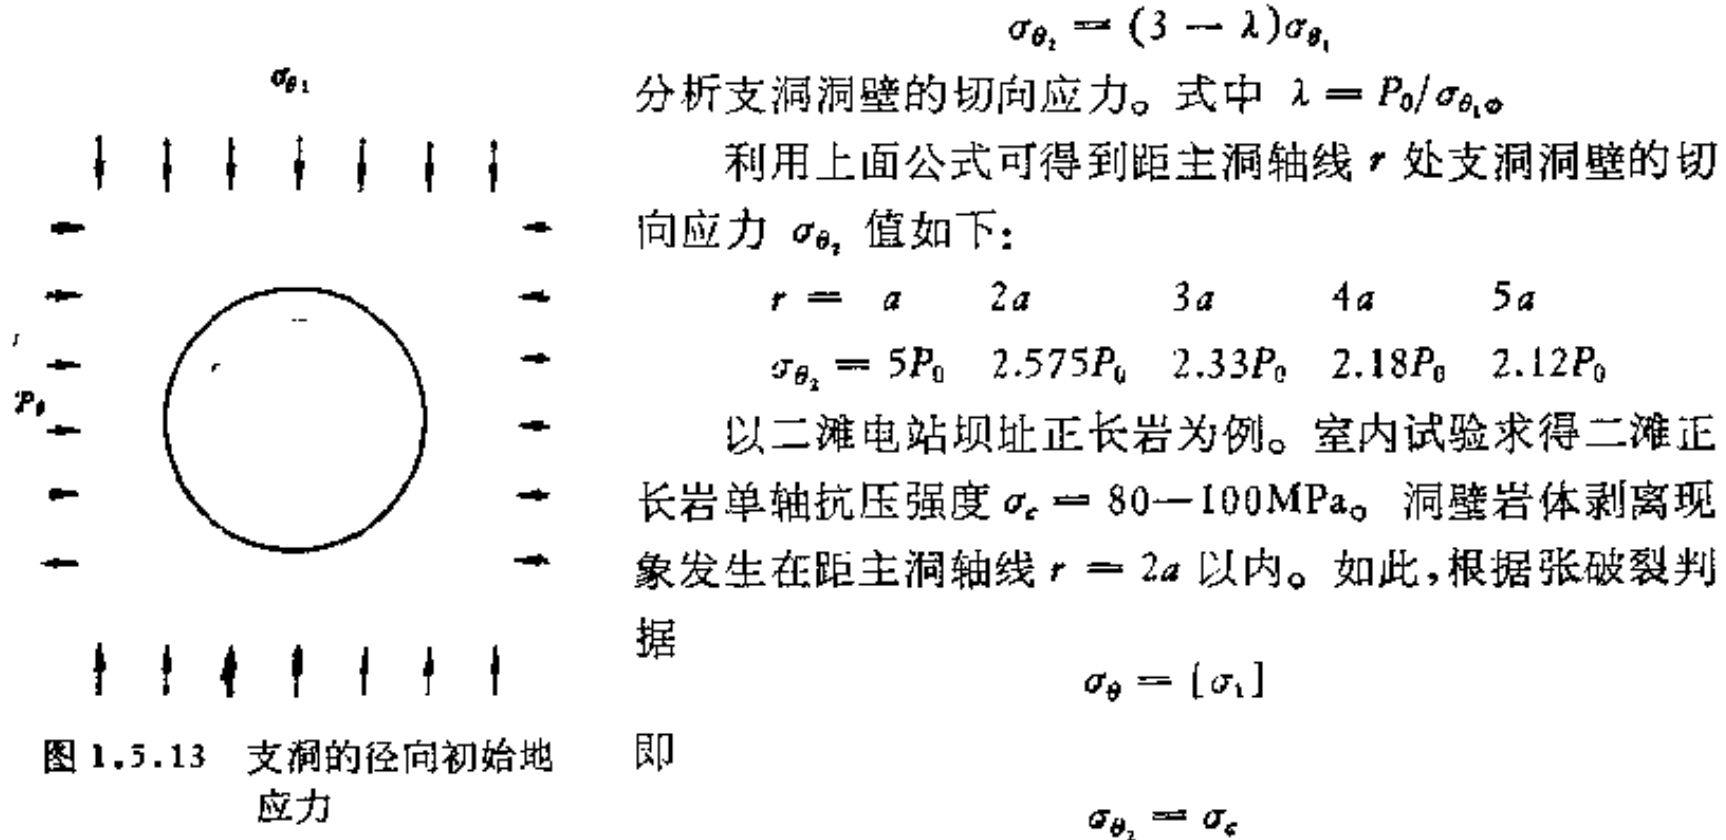 σθ₁
P₀
图 1.5.13 支洞的径向初始地
应力
σθ₂ = (3 − λ)σθ₁
分析支洞洞壁的切向应力。式中 λ = P₀/σθ₁。
利用上面公式可得到距主洞轴线 r 处支洞洞壁的切
向应力 σθ₂ 值如下：
r = a 2a 3a 4a 5a
σθ₂ = 5P₀ 2.575P₀ 2.33P₀ 2.18P₀ 2.12P₀
以二滩电站坝址正长岩为例。室内试验求得二滩正
长岩单轴抗压强度 σc = 80—100MPa。洞壁岩体剥离现
象发生在距主洞轴线 r = 2a 以内。如此，根据张破裂判
据
σθ = [σ₁]
即
σθ₂ = σc